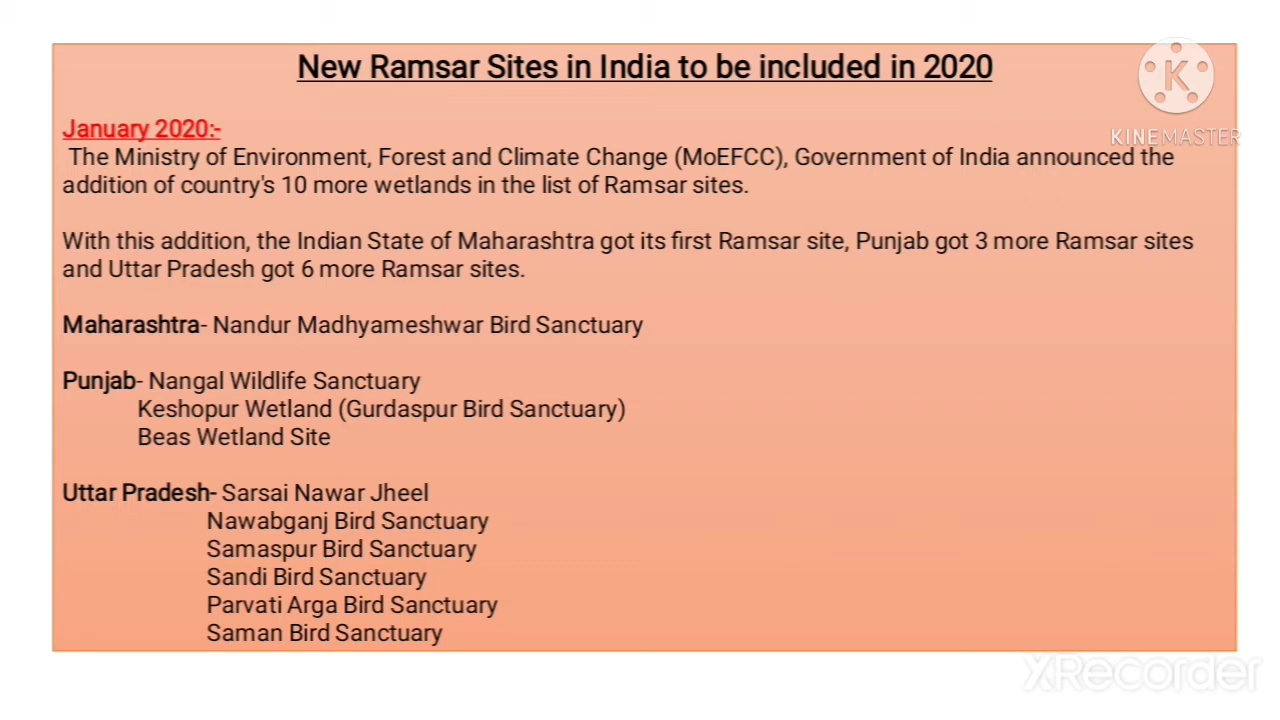 New Ramsar Sites in India to be included in 2020
K
KINEMASTER
January 2020:-
The Ministry of Environment, Forest and Climate Change (MoEFCC), Government of India announced the
addition of country's 10 more wetlands in the list of Ramsar sites.
With this addition, the Indian State of Maharashtra got its first Ramsar site, Punjab got 3 more Ramsar sites
and Uttar Pradesh got 6 more Ramsar sites.
Maharashtra- Nandur Madhyameshwar Bird Sanctuary
Punjab- Nangal Wildlife Sanctuary
Keshopur Wetland (Gurdaspur Bird Sanctuary)
Beas Wetland Site
Uttar Pradesh- Sarsai Nawar Jheel
Nawabganj Bird Sanctuary
Samaspur Bird Sanctuary
Sandi Bird Sanctuary
Parvati Arga Bird Sanctuary
Saman Bird Sanctuary
XRecorder